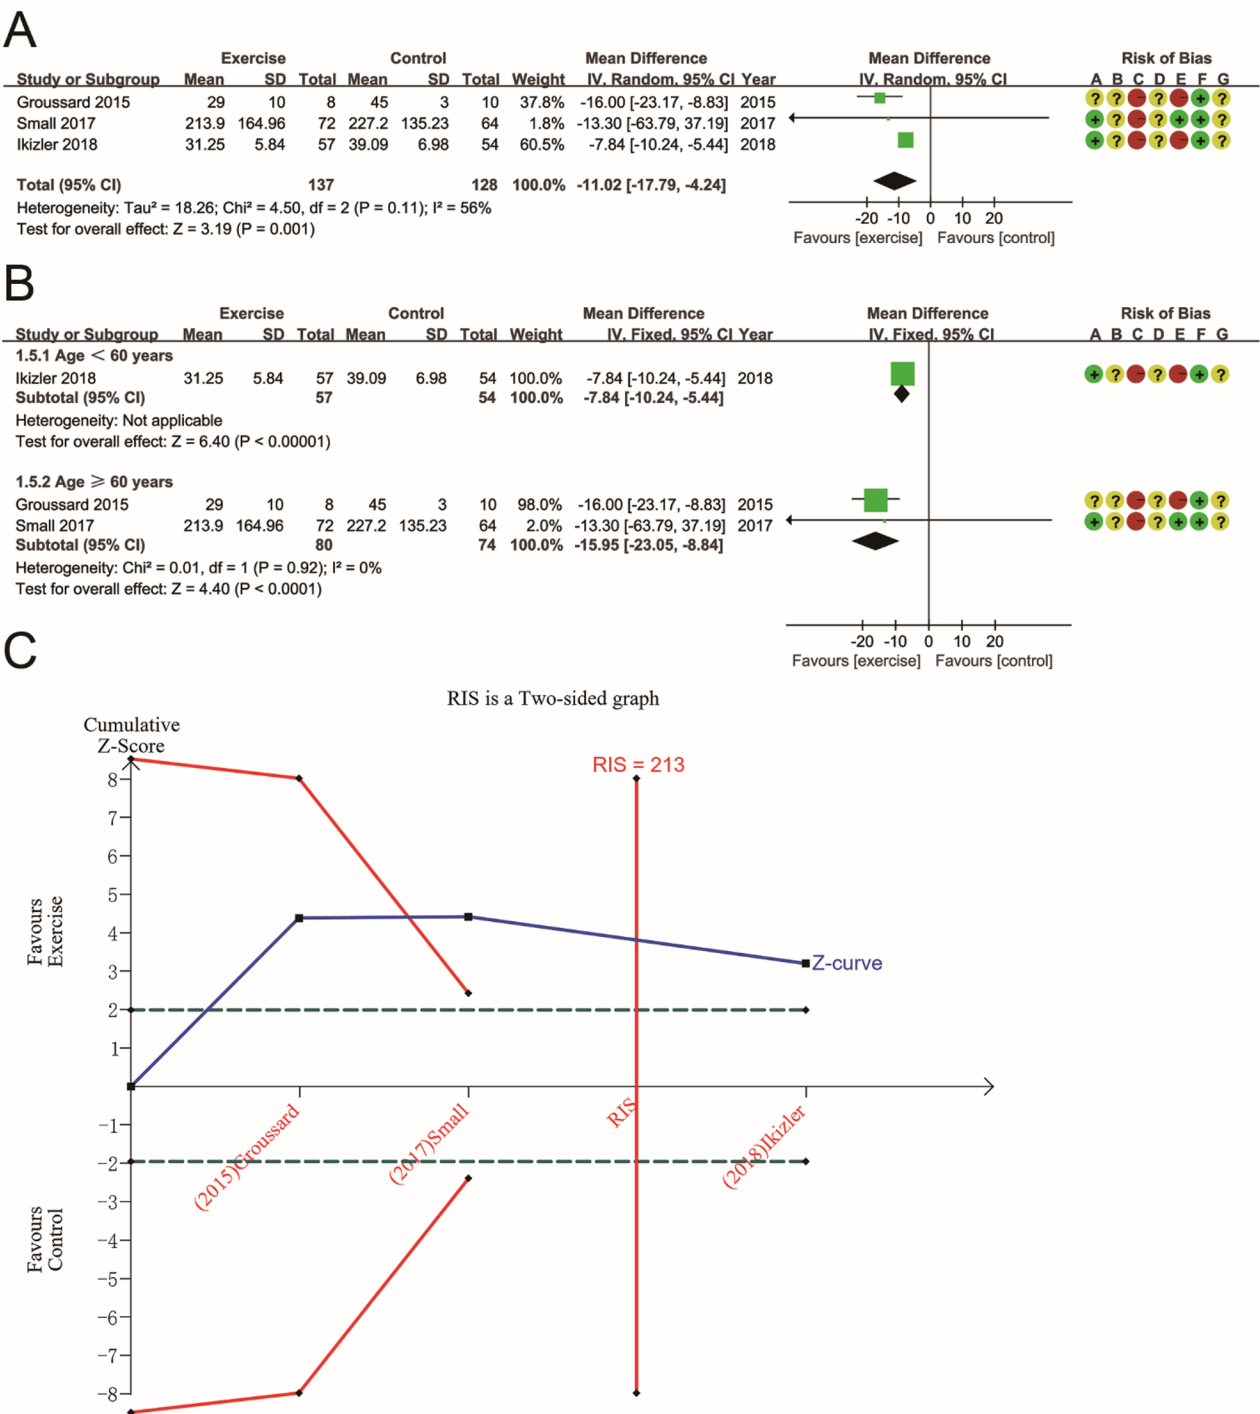 A
Exercise Control Mean Difference Mean Difference Risk of Bias
Study or Subgroup Mean SD Total Mean SD Total Weight IV, Random, 95% CI Year IV, Random, 95% CI A B C D E F G
Groussard 2015 29 10 8 45 3 10 37.8% -16.00 [-23.17, -8.83] 2015 ? ? - ? - + ?
Small 2017 213.9 164.96 72 227.2 135.23 64 1.8% -13.30 [-63.79, 37.19] 2017 + ? - ? + + ?
Ikizler 2018 31.25 5.84 57 39.09 6.98 54 60.5% -7.84 [-10.24, -5.44] 2018 + ? - ? - + ?
Total (95% CI) 137 128 100.0% -11.02 [-17.79, -4.24]
Heterogeneity: Tau² = 18.26; Chi² = 4.50, df = 2 (P = 0.11); I² = 56%
Test for overall effect: Z = 3.19 (P = 0.001)
-20 -10 0 10 20
Favours [exercise] Favours [control]
B
Exercise Control Mean Difference Mean Difference Risk of Bias
Study or Subgroup Mean SD Total Mean SD Total Weight IV, Fixed, 95% CI Year IV, Fixed, 95% CI A B C D E F G
1.5.1 Age < 60 years
Ikizler 2018 31.25 5.84 57 39.09 6.98 54 100.0% -7.84 [-10.24, -5.44] 2018 + ? - ? - + ?
Subtotal (95% CI) 57 54 100.0% -7.84 [-10.24, -5.44]
Heterogeneity: Not applicable
Test for overall effect: Z = 6.40 (P < 0.00001)
1.5.2 Age ⩾ 60 years
Groussard 2015 29 10 8 45 3 10 98.0% -16.00 [-23.17, -8.83] 2015 ? ? - ? - + ?
Small 2017 213.9 164.96 72 227.2 135.23 64 2.0% -13.30 [-63.79, 37.19] 2017 + ? - ? + + ?
Subtotal (95% CI) 80 74 100.0% -15.95 [-23.05, -8.84]
Heterogeneity: Chi² = 0.01, df = 1 (P = 0.92); I² = 0%
Test for overall effect: Z = 4.40 (P < 0.0001)
-20 -10 0 10 20
Favours [exercise] Favours [control]
C
RIS is a Two-sided graph
Cumulative
Z-Score
RIS = 213
8
7
6
5
4
3
2
1
-1
-2
-3
-4
-5
-6
-7
-8
Favours
Exercise
Favours
Control
Z-curve
(2015)Groussard
(2017)Small
RIS
(2018)Ikizler